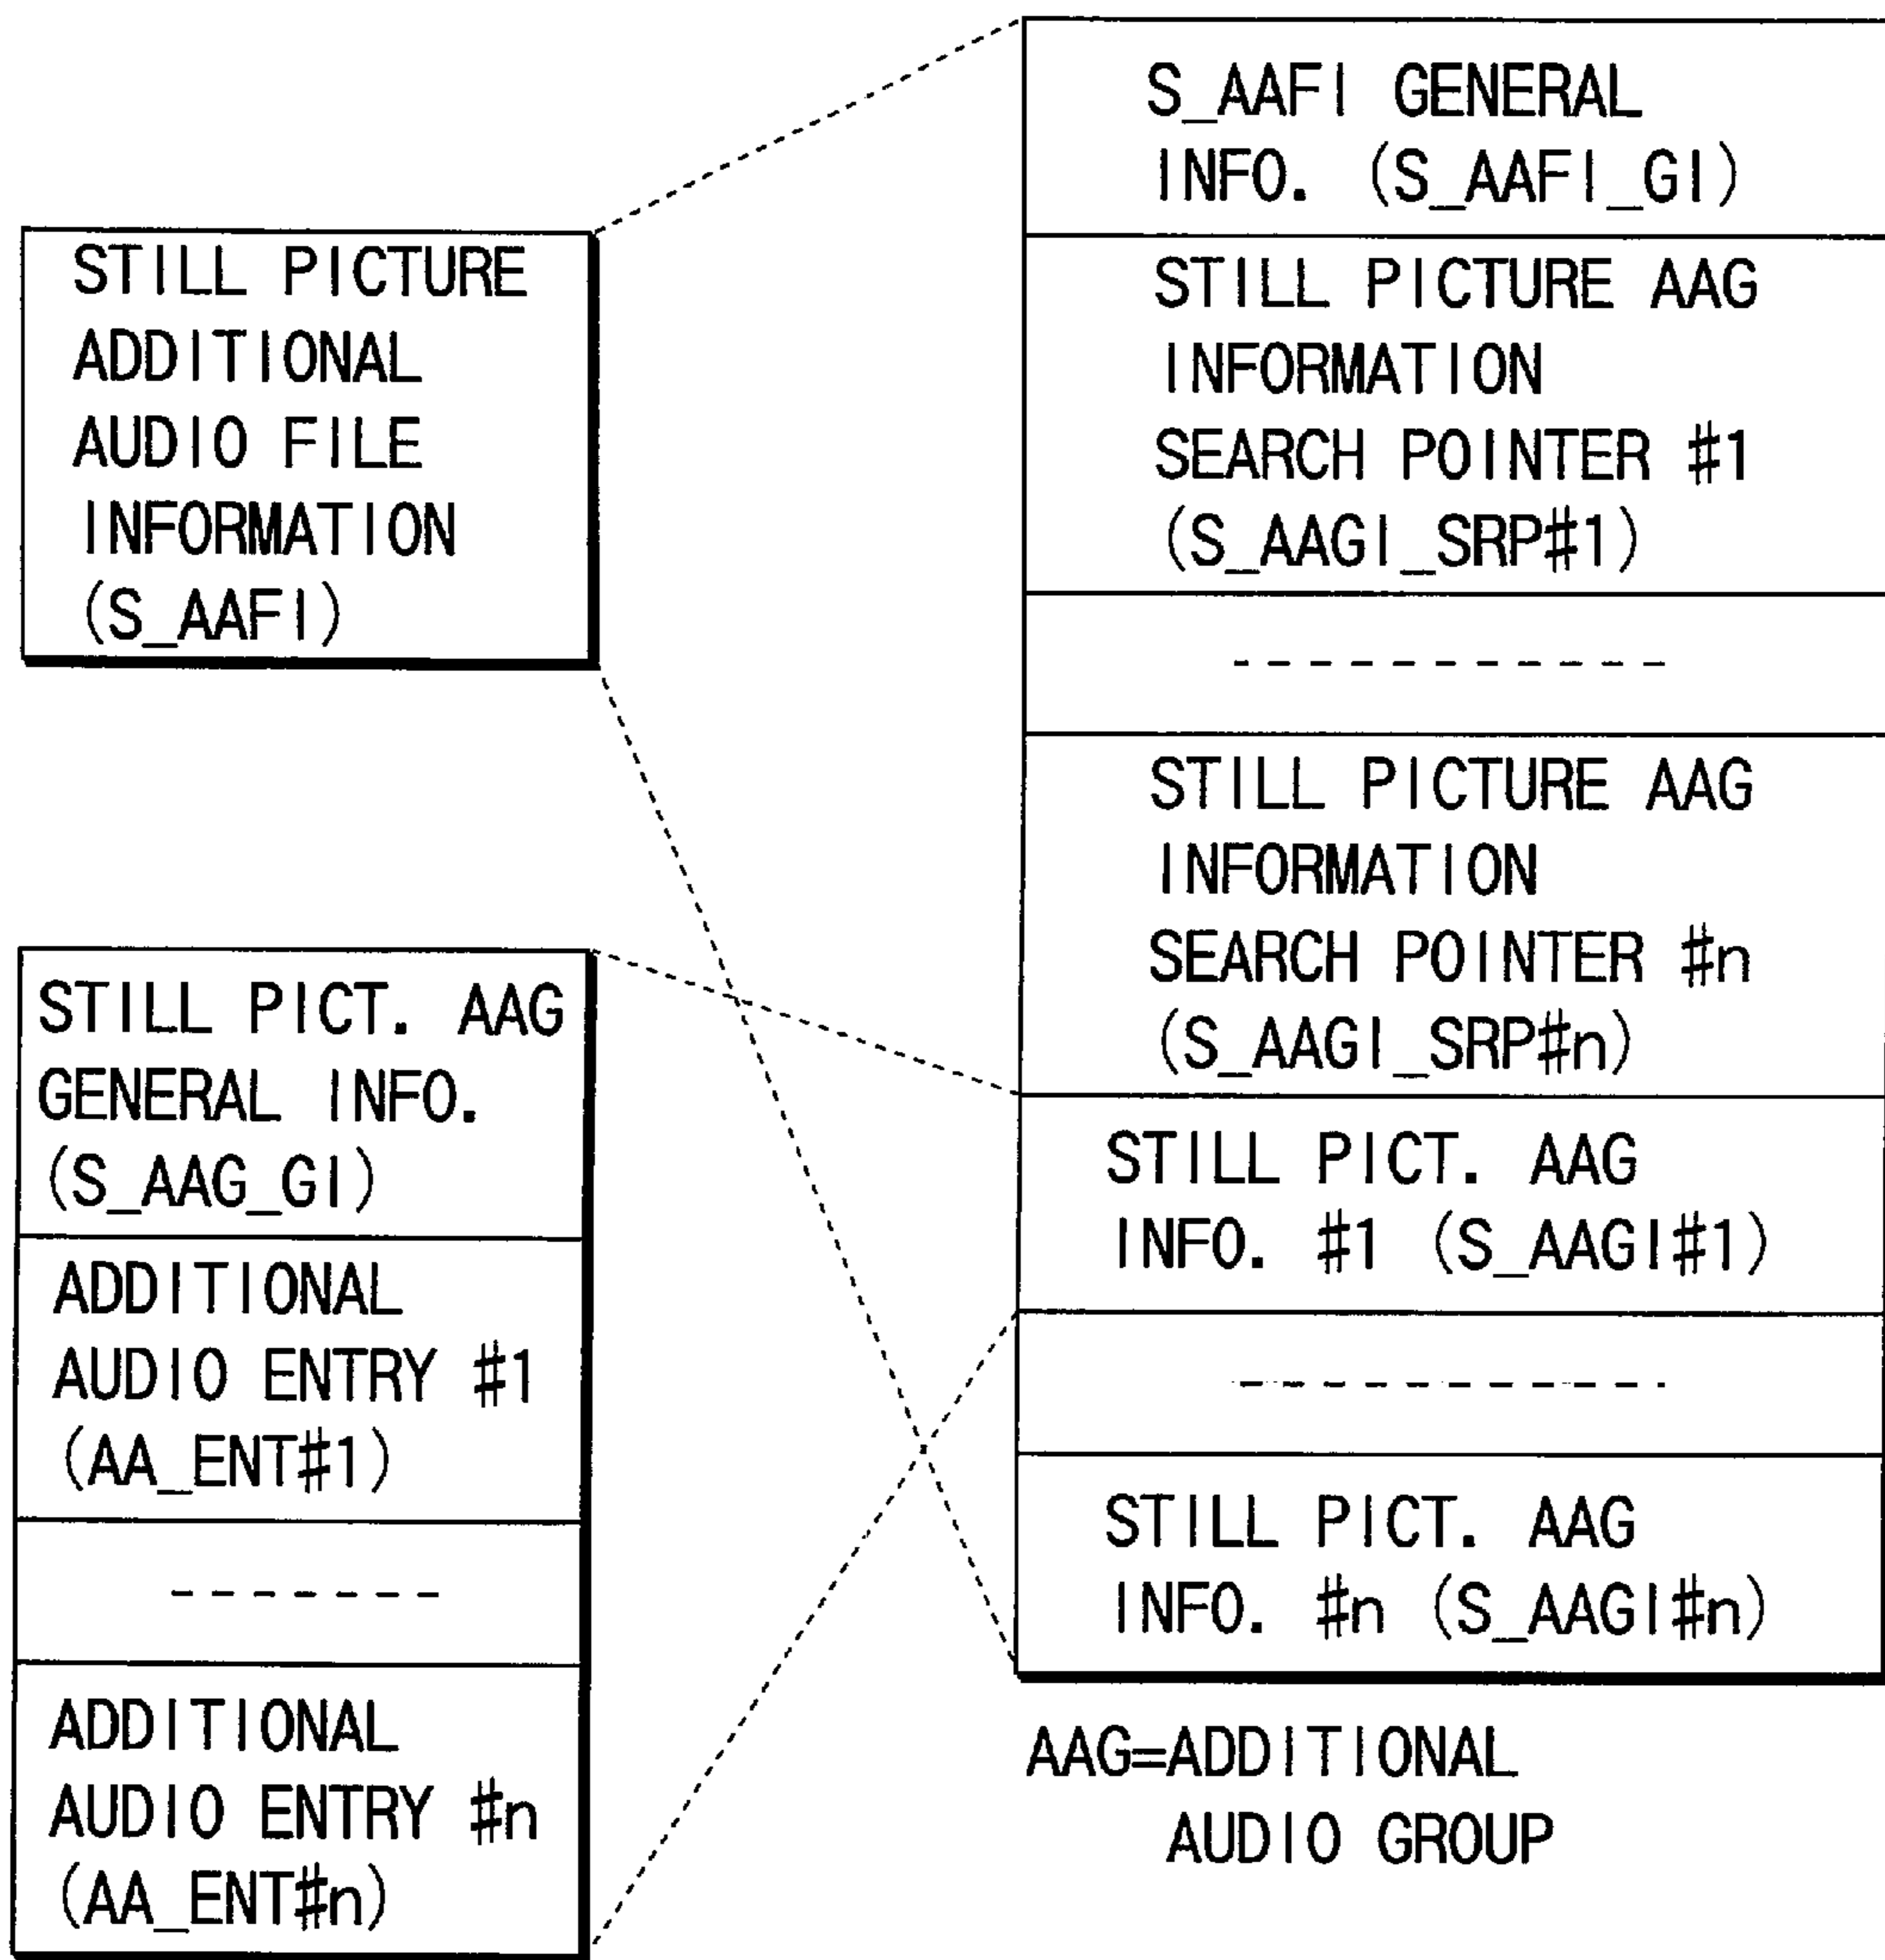 STILL PICTURE
ADDITIONAL
AUDIO FILE
INFORMATION
(S_AAFI)
S_AAFI GENERAL
INFO. (S_AAFI_GI)
STILL PICTURE AAG
INFORMATION
SEARCH POINTER #1
(S_AAGI_SRP#1)
STILL PICTURE AAG
INFORMATION
SEARCH POINTER #n
(S_AAGI_SRP#n)
STILL PICT. AAG
INFO. #1 (S_AAGI#1)
STILL PICT. AAG
INFO. #n (S_AAGI#n)
STILL PICT. AAG
GENERAL INFO.
(S_AAG_GI)
ADDITIONAL
AUDIO ENTRY #1
(AA_ENT#1)
ADDITIONAL
AUDIO ENTRY #n
(AA_ENT#n)
AAG=ADDITIONAL
AUDIO GROUP